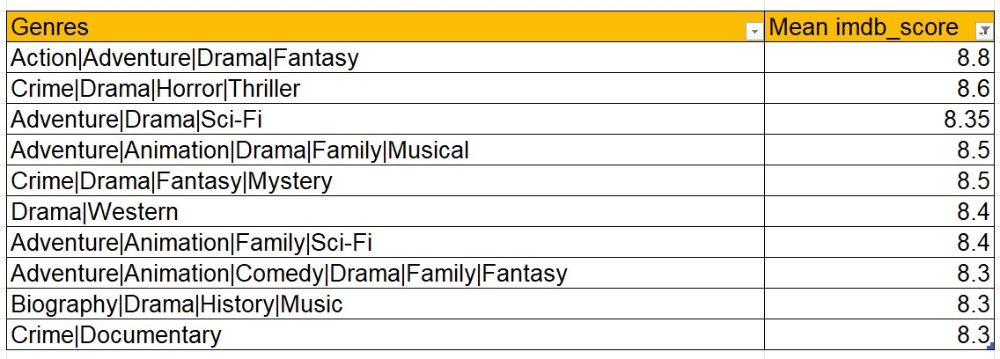 Genres Mean imdb_score
Action|Adventure|Drama|Fantasy 8.8
Crime|Drama|Horror|Thriller 8.6
Adventure|Drama|Sci-Fi 8.35
Adventure|Animation|Drama|Family|Musical 8.5
Crime|Drama|Fantasy|Mystery 8.5
Drama|Western 8.4
Adventure|Animation|Family|Sci-Fi 8.4
Adventure|Animation|Comedy|Drama|Family|Fantasy 8.3
Biography|Drama|History|Music 8.3
Crime|Documentary 8.3